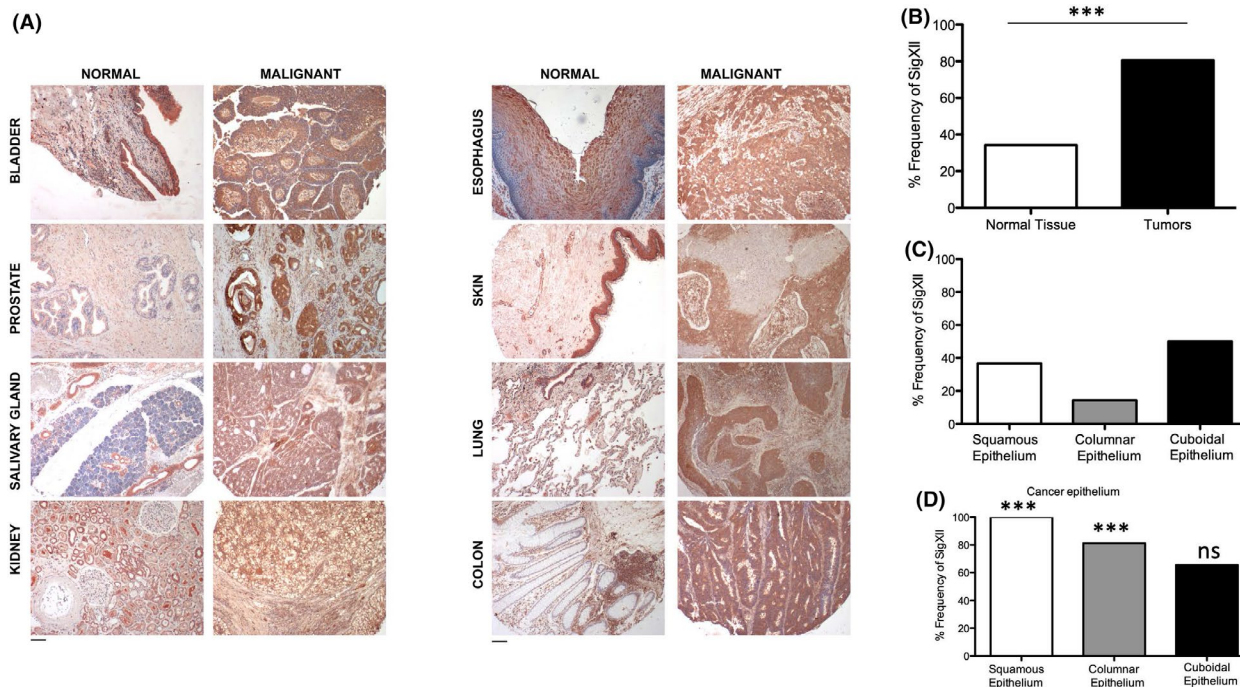 (A)
NORMAL MALIGNANT
BLADDER
PROSTATE
SALIVARY GLAND
KIDNEY
NORMAL MALIGNANT
ESOPHAGUS
SKIN
LUNG
COLON
(B)
***
% Frequency of SigXII
100
80
60
40
20
0
Normal Tissue Tumors
(C)
% Frequency of SigXII
100
80
60
40
20
0
Squamous Epithelium
Columnar Epithelium
Cuboidal Epithelium
(D)
Cancer epithelium
*** *** ns
% Frequency of SigXII
100
80
60
40
20
0
Squamous Epithelium
Columnar Epithelium
Cuboidal Epithelium